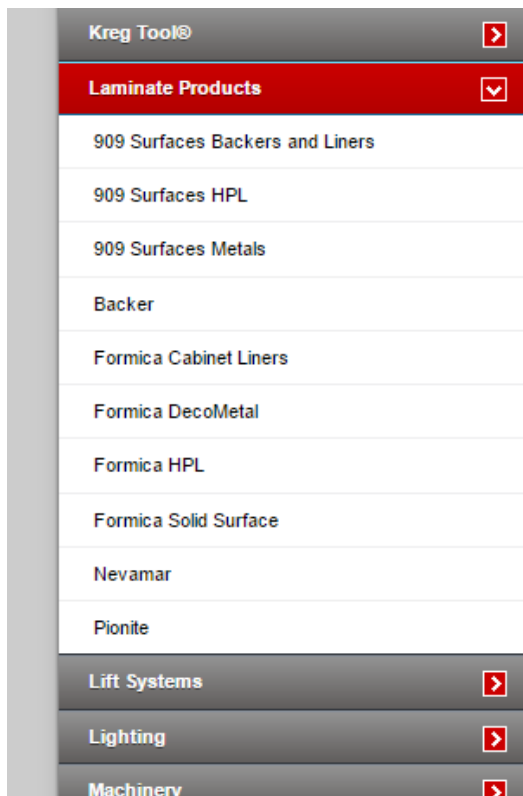 Kreg Tool®
Laminate Products
909 Surfaces Backers and Liners
909 Surfaces HPL
909 Surfaces Metals
Backer
Formica Cabinet Liners
Formica DecoMetal
Formica HPL
Formica Solid Surface
Nevamar
Pionite
Lift Systems
Lighting
Machinery